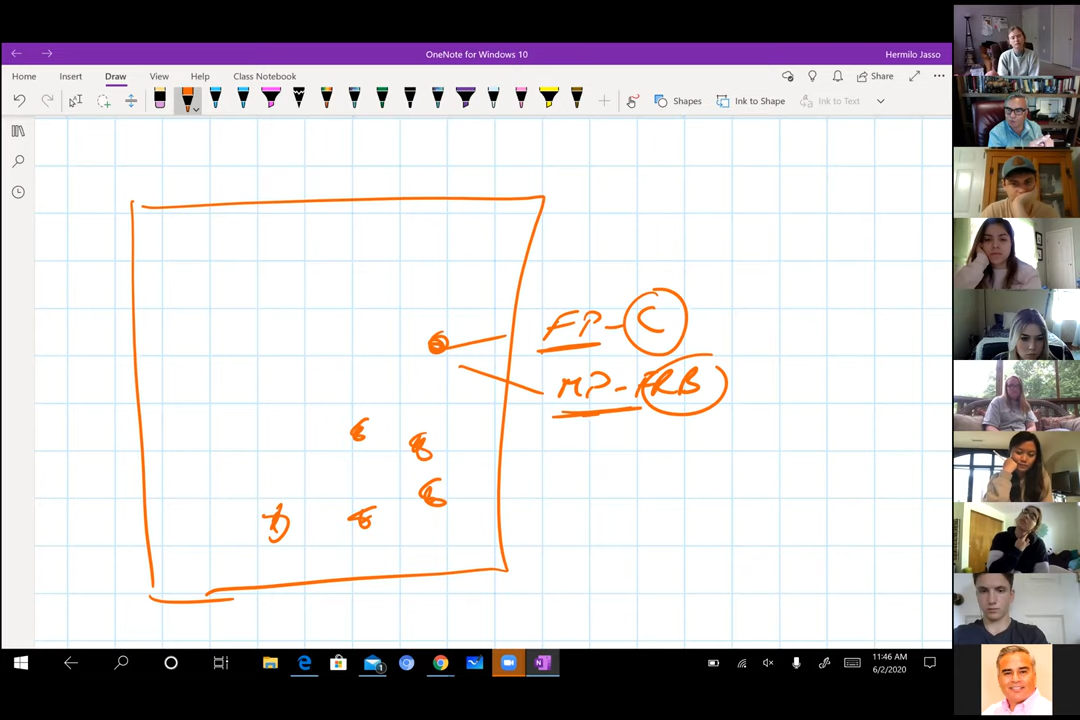 OneNote for Windows 10
Hermilo Jasso
Home Insert Draw View Help Class Notebook
Share
Shapes Ink to Shape Ink to Text
FP-C
MP-FRB
1
11:46 AM
6/2/2020